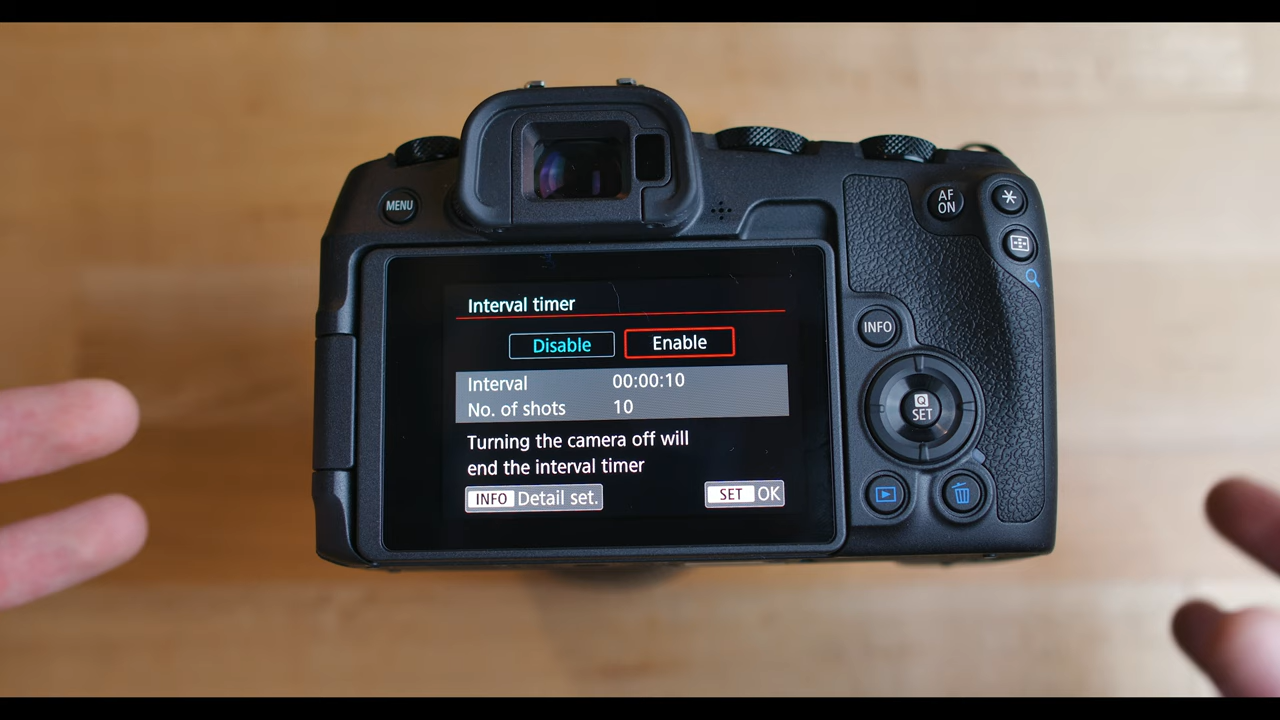 MENU
AF
ON
INFO
Q
SET
Interval timer
Disable Enable
Interval 00:00:10
No. of shots 10
Turning the camera off will
end the interval timer
INFO Detail set. SET OK